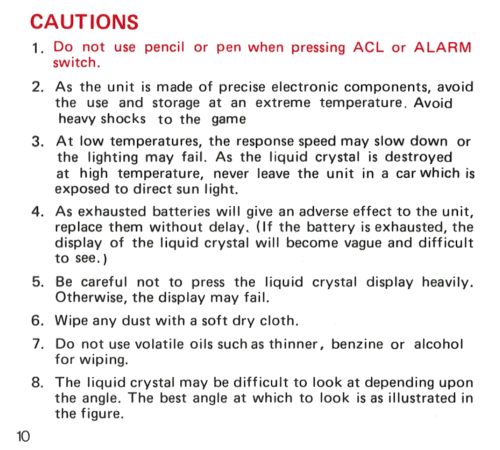 CAUTIONS
1. Do not use pencil or pen when pressing ACL or ALARM
switch.
2. As the unit is made of precise electronic components, avoid
the use and storage at an extreme temperature. Avoid
heavy shocks to the game
3. At low temperatures, the response speed may slow down or
the lighting may fail. As the liquid crystal is destroyed
at high temperature, never leave the unit in a car which is
exposed to direct sun light.
4. As exhausted batteries will give an adverse effect to the unit,
replace them without delay. (If the battery is exhausted, the
display of the liquid crystal will become vague and difficult
to see.)
5. Be careful not to press the liquid crystal display heavily.
Otherwise, the display may fail.
6. Wipe any dust with a soft dry cloth.
7. Do not use volatile oils such as thinner, benzine or alcohol
for wiping.
8. The liquid crystal may be difficult to look at depending upon
the angle. The best angle at which to look is as illustrated in
the figure.
10